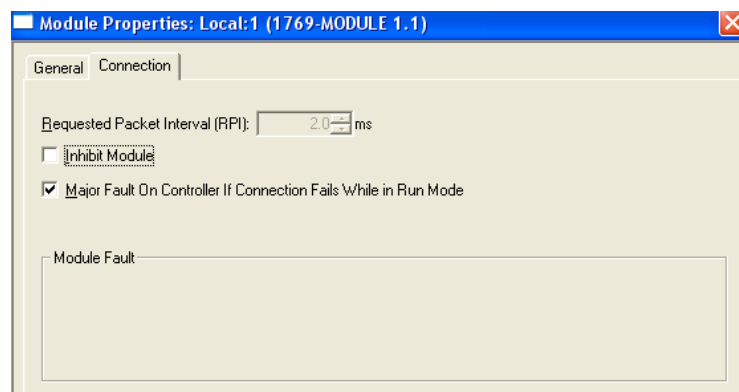 Module Properties: Local:1 (1769-MODULE 1.1)
General Connection
Requested Packet Interval (RPI): 2.0 ms
Inhibit Module
Major Fault On Controller If Connection Fails While in Run Mode
Module Fault